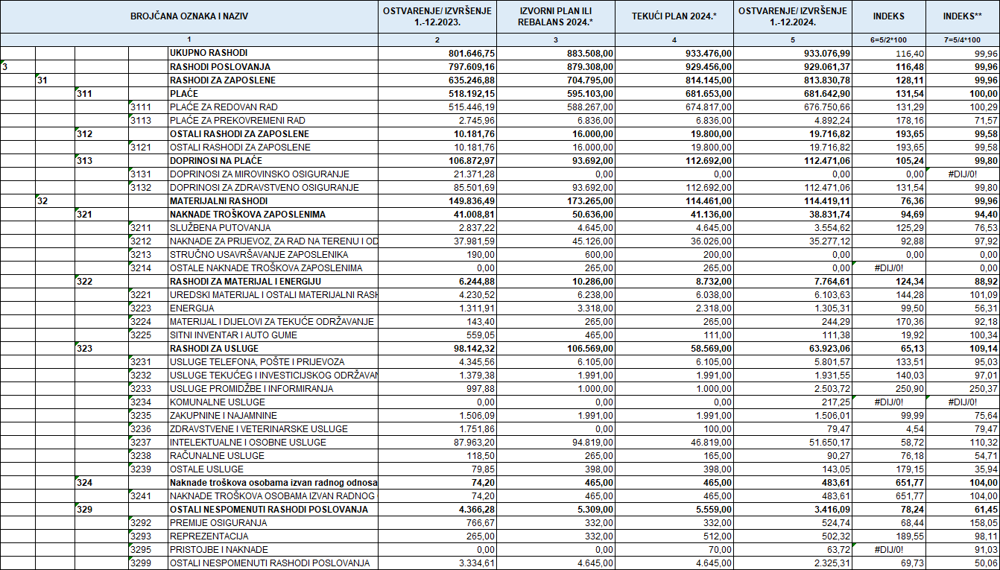 BROJČANA OZNAKA I NAZIV OSTVARENJE/ IZVRŠENJE 1.-12.2023. IZVORNI PLAN ILI REBALANS 2024.* TEKUĆI PLAN 2024.* OSTVARENJE/ IZVRŠENJE 1.-12.2024. INDEKS INDEKS**
1 2 3 4 5 6=5/2*100 7=5/4*100
UKUPNO RASHODI 801.646,75 883.508,00 933.476,00 933.076,99 116,40 99,96
3 RASHODI POSLOVANJA 797.609,16 879.308,00 929.456,00 929.061,37 116,48 99,96
31 RASHODI ZA ZAPOSLENE 635.246,88 704.795,00 814.145,00 813.830,78 128,11 99,96
311 PLAĆE 518.192,15 595.103,00 681.653,00 681.642,90 131,54 100,00
3111 PLAĆE ZA REDOVAN RAD 515.446,19 588.267,00 674.817,00 676.750,66 131,29 100,29
3113 PLAĆE ZA PREKOVREMENI RAD 2.745,96 6.836,00 6.836,00 4.892,24 178,16 71,57
312 OSTALI RASHODI ZA ZAPOSLENE 10.181,76 16.000,00 19.800,00 19.716,82 193,65 99,58
3121 OSTALI RASHODI ZA ZAPOSLENE 10.181,76 16.000,00 19.800,00 19.716,82 193,65 99,58
313 DOPRINOSI NA PLAĆE 106.872,97 93.692,00 112.692,00 112.471,06 105,24 99,80
3131 DOPRINOSI ZA MIROVINSKO OSIGURANJE 21.371,28 0,00 0,00 0,00 0,00 #DIJ/0!
3132 DOPRINOSI ZA ZDRAVSTVENO OSIGURANJE 85.501,69 93.692,00 112.692,00 112.471,06 131,54 99,80
32 MATERIJALNI RASHODI 149.836,49 173.265,00 114.461,00 114.419,11 76,36 99,96
321 NAKNADE TROŠKOVA ZAPOSLENIMA 41.008,81 50.636,00 41.136,00 38.831,74 94,69 94,40
3211 SLUŽBENA PUTOVANJA 2.837,22 4.645,00 4.645,00 3.554,62 125,29 76,53
3212 NAKNADE ZA PRIJEVOZ, ZA RAD NA TERENU I OD 37.981,59 45.126,00 36.026,00 35.277,12 92,88 97,92
3213 STRUČNO USAVRŠAVANJE ZAPOSLENIKA 190,00 600,00 200,00 0,00 0,00 0,00
3214 OSTALE NAKNADE TROŠKOVA ZAPOSLENIMA 0,00 265,00 265,00 0,00 #DIJ/0! 0,00
322 RASHODI ZA MATERIJAL I ENERGIJU 6.244,88 10.286,00 8.732,00 7.764,61 124,34 88,92
3221 UREDSKI MATERIJAL I OSTALI MATERIJALNI RASH 4.230,52 6.238,00 6.038,00 6.103,63 144,28 101,09
3223 ENERGIJA 1.311,91 3.318,00 2.318,00 1.305,31 99,50 56,31
3224 MATERIJAL I DIJELOVI ZA TEKUĆE ODRŽAVANJE 143,40 265,00 265,00 244,29 170,36 92,18
3225 SITNI INVENTAR I AUTO GUME 559,05 465,00 111,00 111,38 19,92 100,34
323 RASHODI ZA USLUGE 98.142,32 106.569,00 58.569,00 63.923,06 65,13 109,14
3231 USLUGE TELEFONA, POŠTE I PRIJEVOZA 4.345,56 6.105,00 6.105,00 5.801,57 133,51 95,03
3232 USLUGE TEKUĆEG I INVESTICIJSKOG ODRŽAVAN 1.379,38 1.991,00 1.991,00 1.931,55 140,03 97,01
3233 USLUGE PROMIDŽBE I INFORMIRANJA 997,88 1.000,00 1.000,00 2.503,72 250,90 250,37
3234 KOMUNALNE USLUGE 0,00 0,00 0,00 217,25 #DIJ/0! #DIJ/0!
3235 ZAKUPNINE I NAJAMNINE 1.506,09 1.991,00 1.991,00 1.506,01 99,99 75,64
3236 ZDRAVSTVENE I VETERINARSKE USLUGE 1.751,86 0,00 100,00 79,47 4,54 79,47
3237 INTELEKTUALNE I OSOBNE USLUGE 87.963,20 94.819,00 46.819,00 51.650,17 58,72 110,32
3238 RAČUNALNE USLUGE 118,50 265,00 165,00 90,27 76,18 54,71
3239 OSTALE USLUGE 79,85 398,00 398,00 143,05 179,15 35,94
324 Naknade troškova osobama izvan radnog odnosa 74,20 465,00 465,00 483,61 651,77 104,00
3241 NAKNADE TROŠKOVA OSOBAMA IZVAN RADNOG 74,20 465,00 465,00 483,61 651,77 104,00
329 OSTALI NESPOMENUTI RASHODI POSLOVANJA 4.366,28 5.309,00 5.559,00 3.416,09 78,24 61,45
3292 PREMIJE OSIGURANJA 766,67 332,00 332,00 524,74 68,44 158,05
3293 REPREZENTACIJA 265,00 332,00 512,00 502,32 189,55 98,11
3295 PRISTOJBE I NAKNADE 0,00 0,00 70,00 63,72 #DIJ/0! 91,03
3299 OSTALI NESPOMENUTI RASHODI POSLOVANJA 3.334,61 4.645,00 4.645,00 2.325,31 69,73 50,06